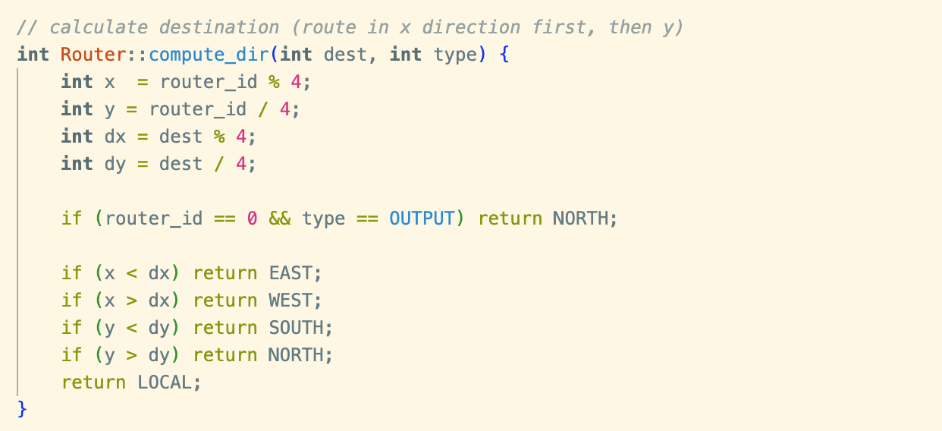 // calculate destination (route in x direction first, then y)
int Router::compute_dir(int dest, int type) {
    int x  = router_id % 4;
    int y = router_id / 4;
    int dx = dest % 4;
    int dy = dest / 4;

    if (router_id == 0 && type == OUTPUT) return NORTH;

    if (x < dx) return EAST;
    if (x > dx) return WEST;
    if (y < dy) return SOUTH;
    if (y > dy) return NORTH;
    return LOCAL;
}